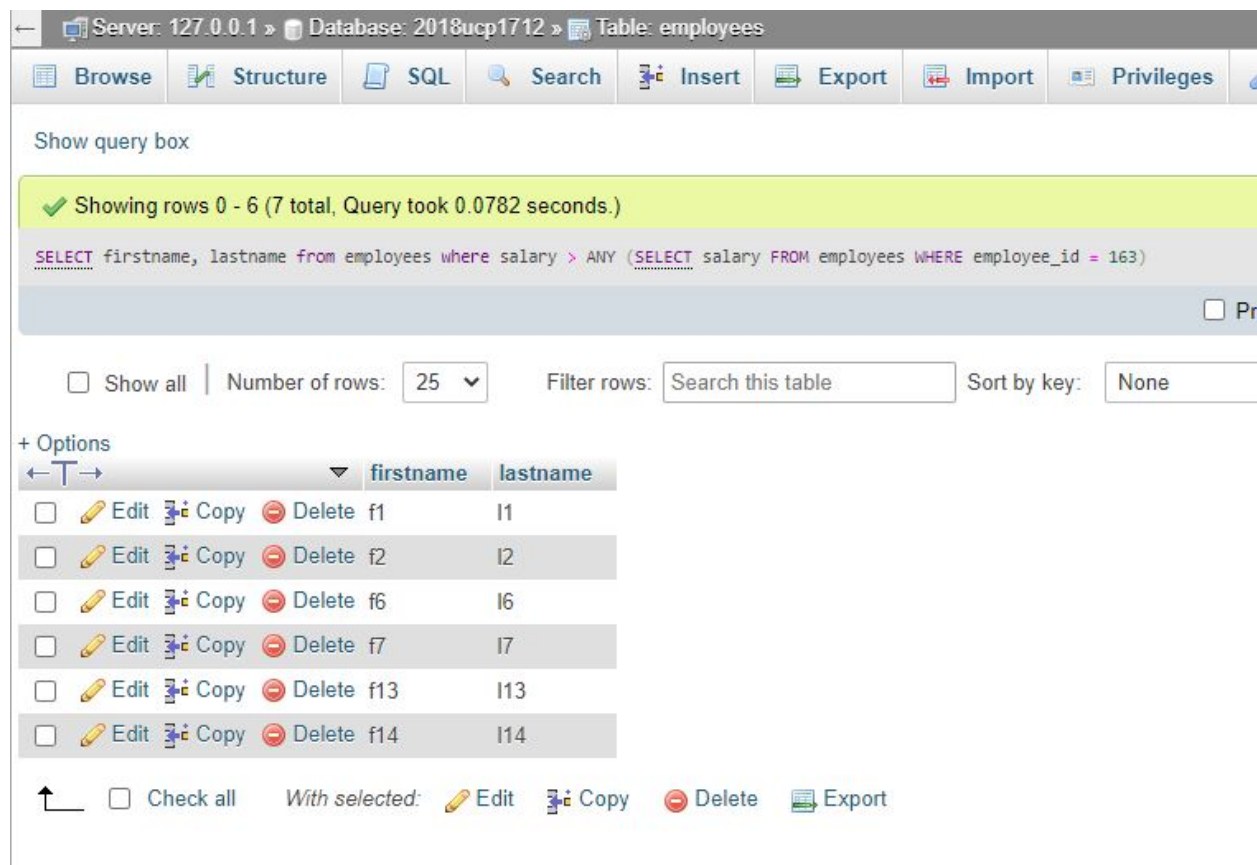 ← Server: 127.0.0.1 » Database: 2018ucp1712 » Table: employees
Browse Structure SQL Search Insert Export Import Privileges
Show query box
Showing rows 0 - 6 (7 total, Query took 0.0782 seconds.)
SELECT firstname, lastname from employees where salary > ANY (SELECT salary FROM employees WHERE employee_id = 163)
Pr
Show all Number of rows: 25 Filter rows: Search this table Sort by key: None
+ Options
←T→ firstname lastname
Edit Copy Delete f1 l1
Edit Copy Delete f2 l2
Edit Copy Delete f6 l6
Edit Copy Delete f7 l7
Edit Copy Delete f13 l13
Edit Copy Delete f14 l14
Check all With selected: Edit Copy Delete Export